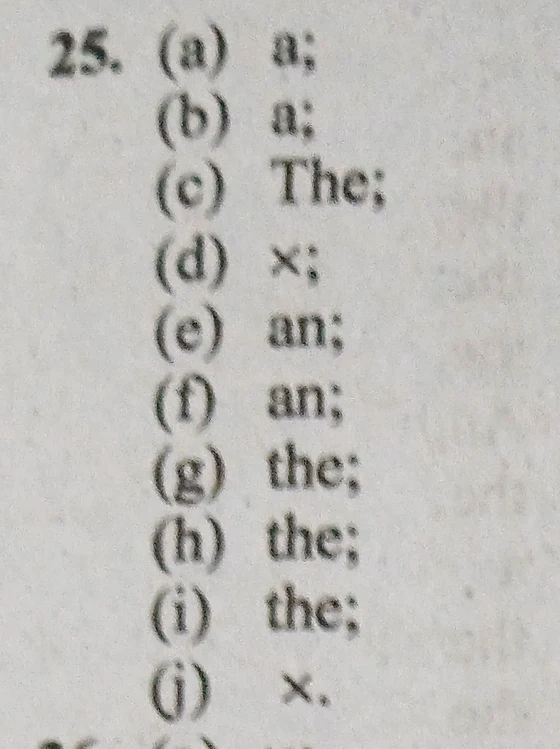 25. (a) a;
(b) a;
(c) The;
(d) x;
(e) an;
(f) an;
(g) the;
(h) the;
(i) the;
(j) x.